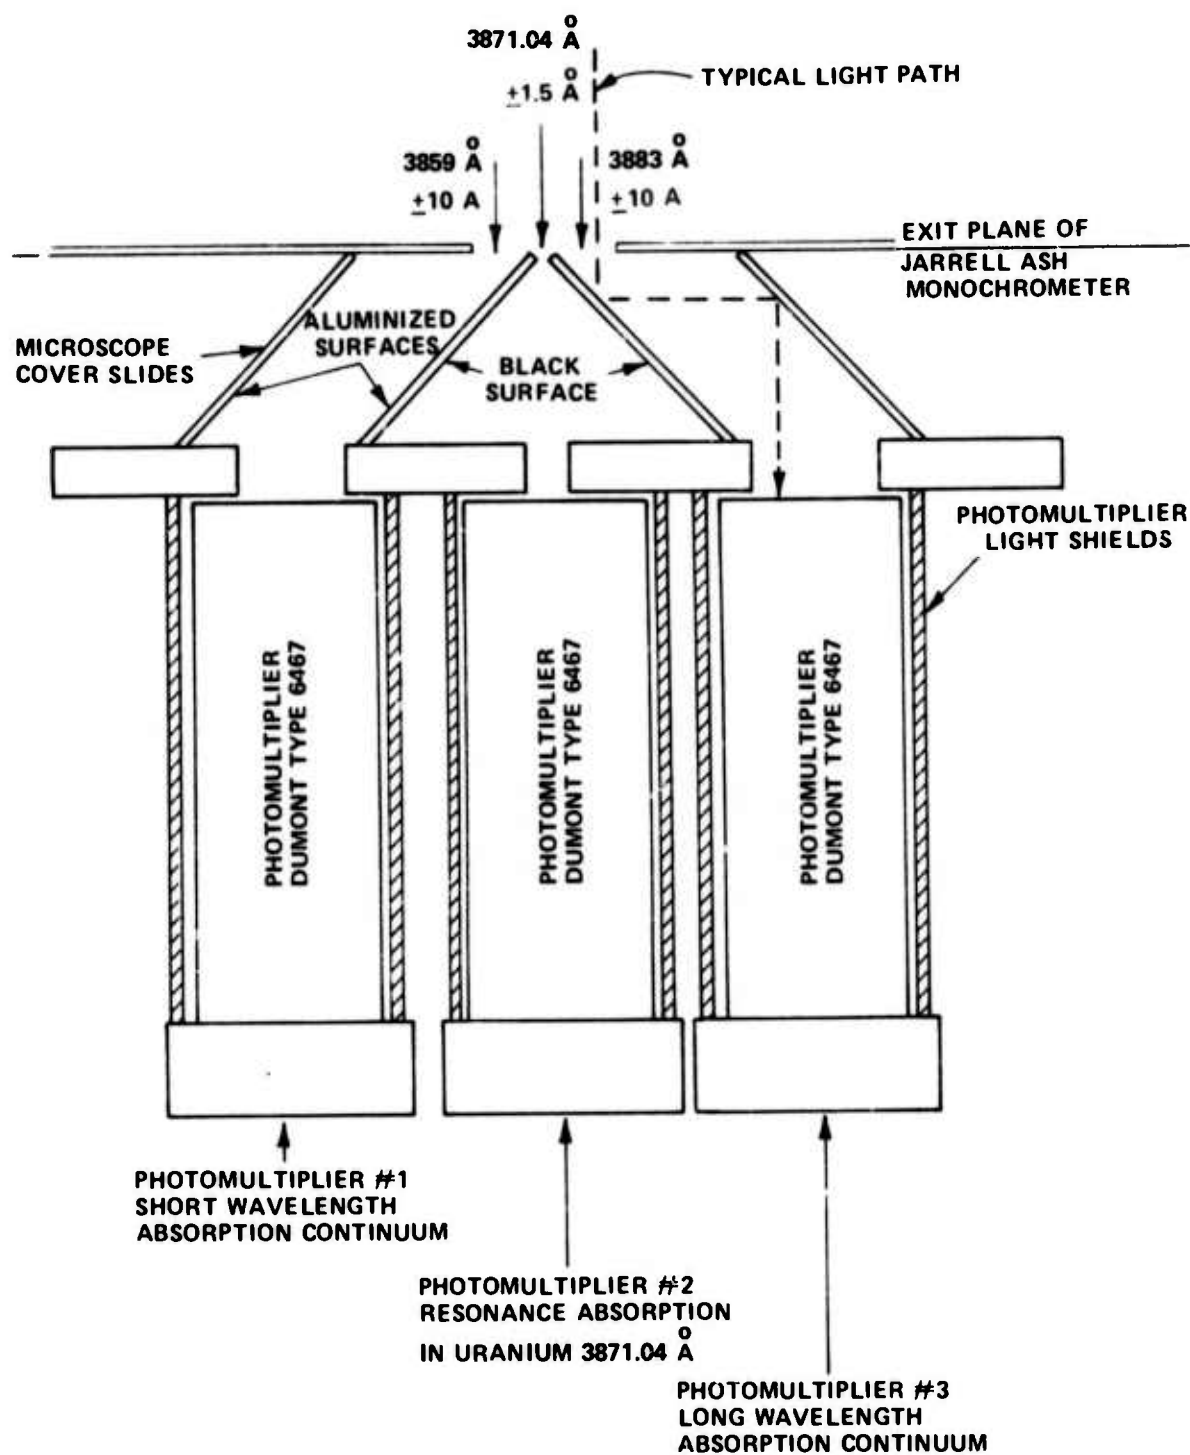 3871.04 Å
±1.5 Å
TYPICAL LIGHT PATH
3859 Å
±10 A
3883 Å
±10 A
EXIT PLANE OF
JARRELL ASH
MONOCHROMETER
MICROSCOPE
COVER SLIDES
ALUMINIZED
SURFACES
BLACK
SURFACE
PHOTOMULTIPLIER
LIGHT SHIELDS
PHOTOMULTIPLIER
DUMONT TYPE 6467
PHOTOMULTIPLIER
DUMONT TYPE 6467
PHOTOMULTIPLIER
DUMONT TYPE 6467
PHOTOMULTIPLIER #1
SHORT WAVELENGTH
ABSORPTION CONTINUUM
PHOTOMULTIPLIER #2
RESONANCE ABSORPTION
IN URANIUM 3871.04 Å
PHOTOMULTIPLIER #3
LONG WAVELENGTH
ABSORPTION CONTINUUM